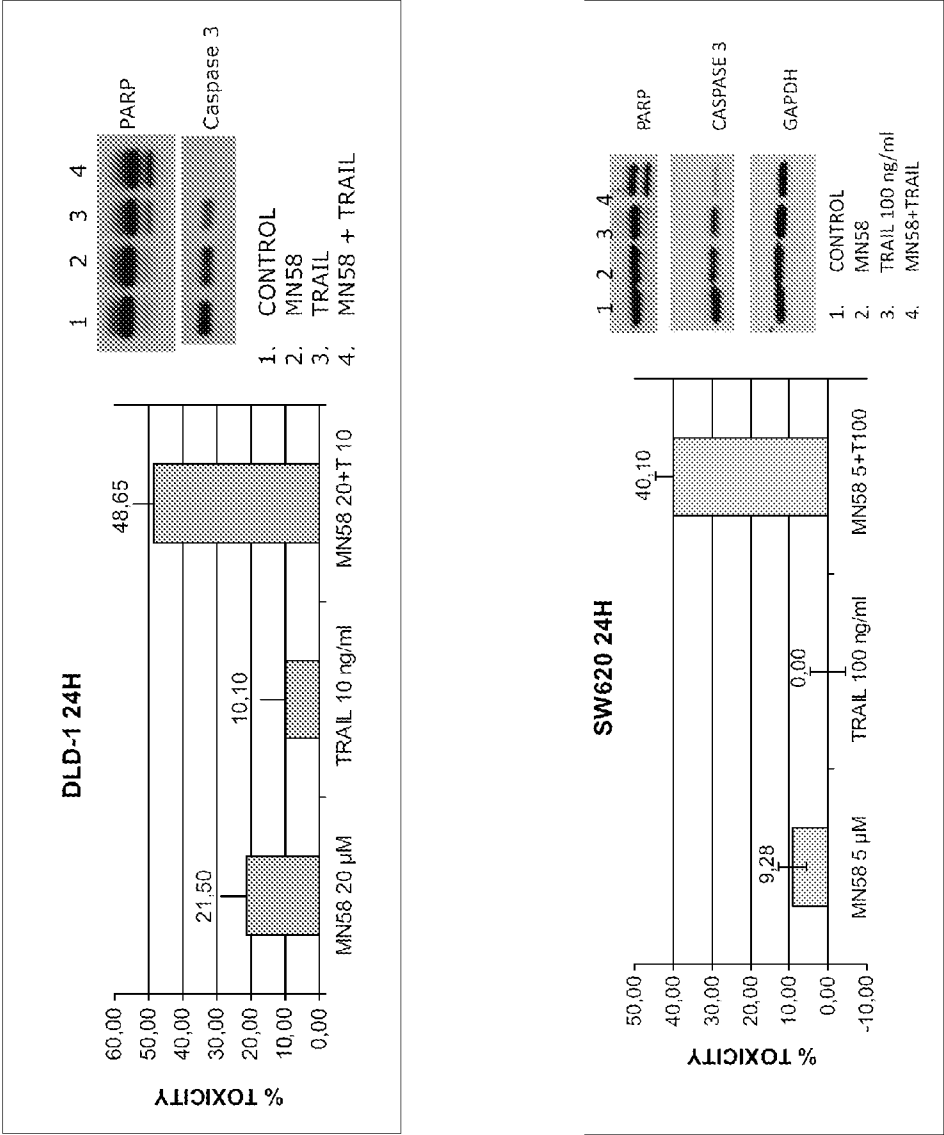 DLD-1 24H
% TOXICITY
60,00
50,00
40,00
30,00
20,00
10,00
0,00
21,50
10,10
48,65
MN58 20 µM
TRAIL 10 ng/ml
MN58 20+T 10
1 2 3 4
PARP
Caspase 3
1. CONTROL
2. MN58
3. TRAIL
4. MN58 + TRAIL
SW620 24H
% TOXICITY
50,00
40,00
30,00
20,00
10,00
0,00
-10,00
9,28
0,00
40,10
MN58 5 µM
TRAIL 100 ng/ml
MN58 5+T100
1 2 3 4
PARP
CASPASE 3
GAPDH
1. CONTROL
2. MN58
3. TRAIL 100 ng/ml
4. MN58+TRAIL